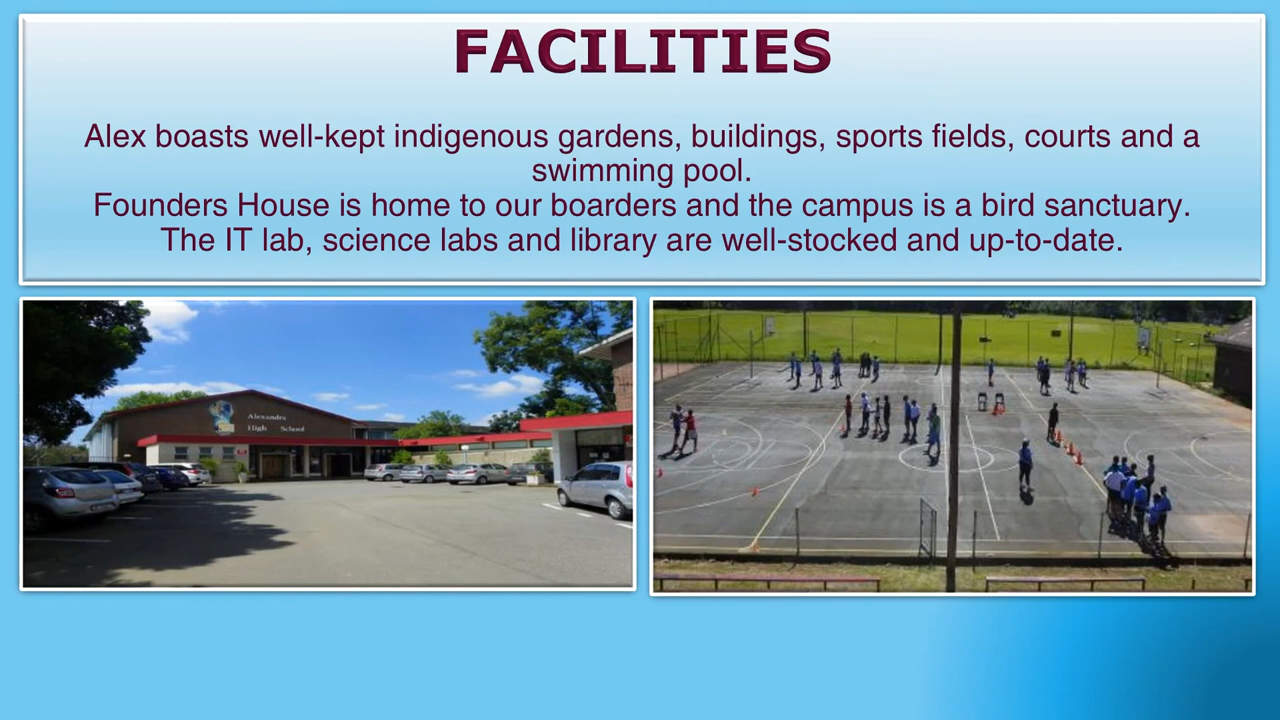 FACILITIES
Alex boasts well-kept indigenous gardens, buildings, sports fields, courts and a
swimming pool.
Founders House is home to our boarders and the campus is a bird sanctuary.
The IT lab, science labs and library are well-stocked and up-to-date.
Alexandra
High School